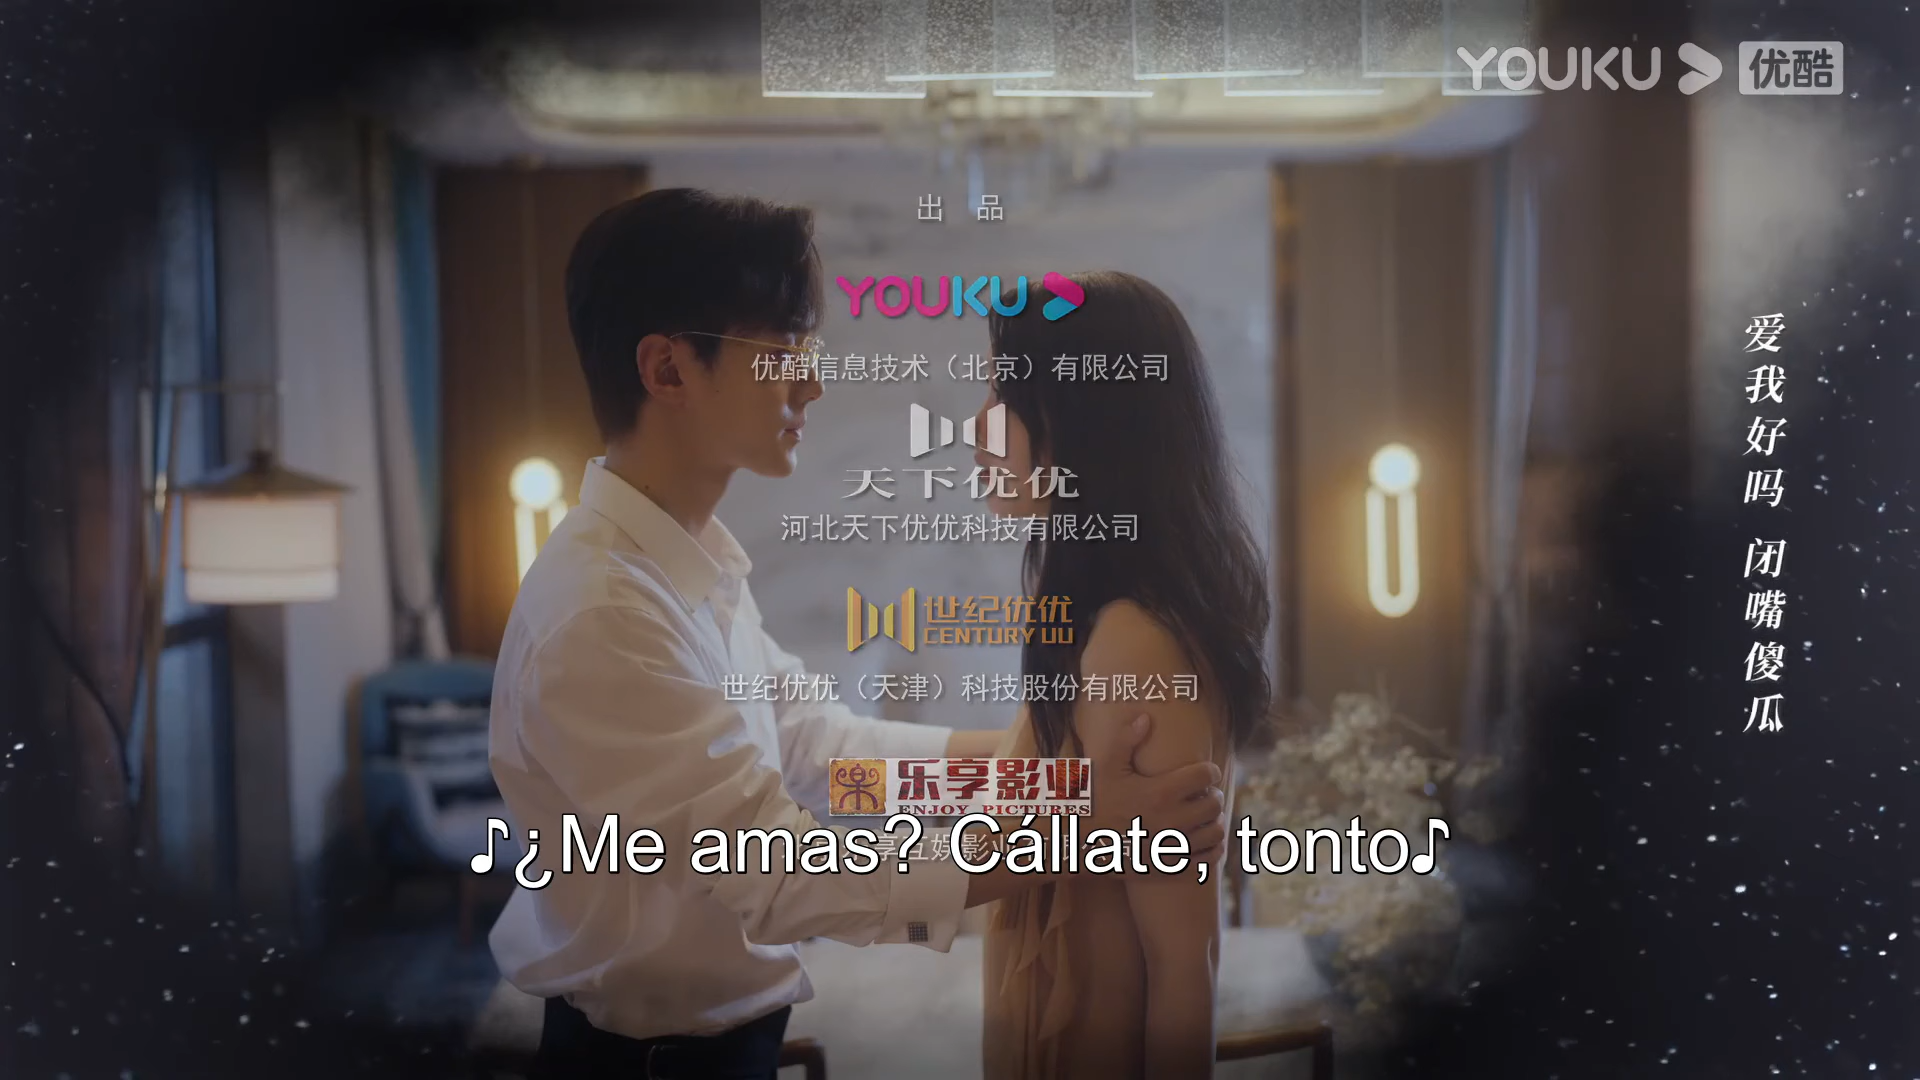 YOUKU 优酷
出 品
YOUKU
优酷信息技术（北京）有限公司
天下优优
河北天下优优科技有限公司
世纪优优
CENTURY UU
世纪优优（天津）科技股份有限公司
乐享影业
ENJOY PICTURES
♪¿Me amas? Cállate, tonto♪
爱我好吗 闭嘴傻瓜